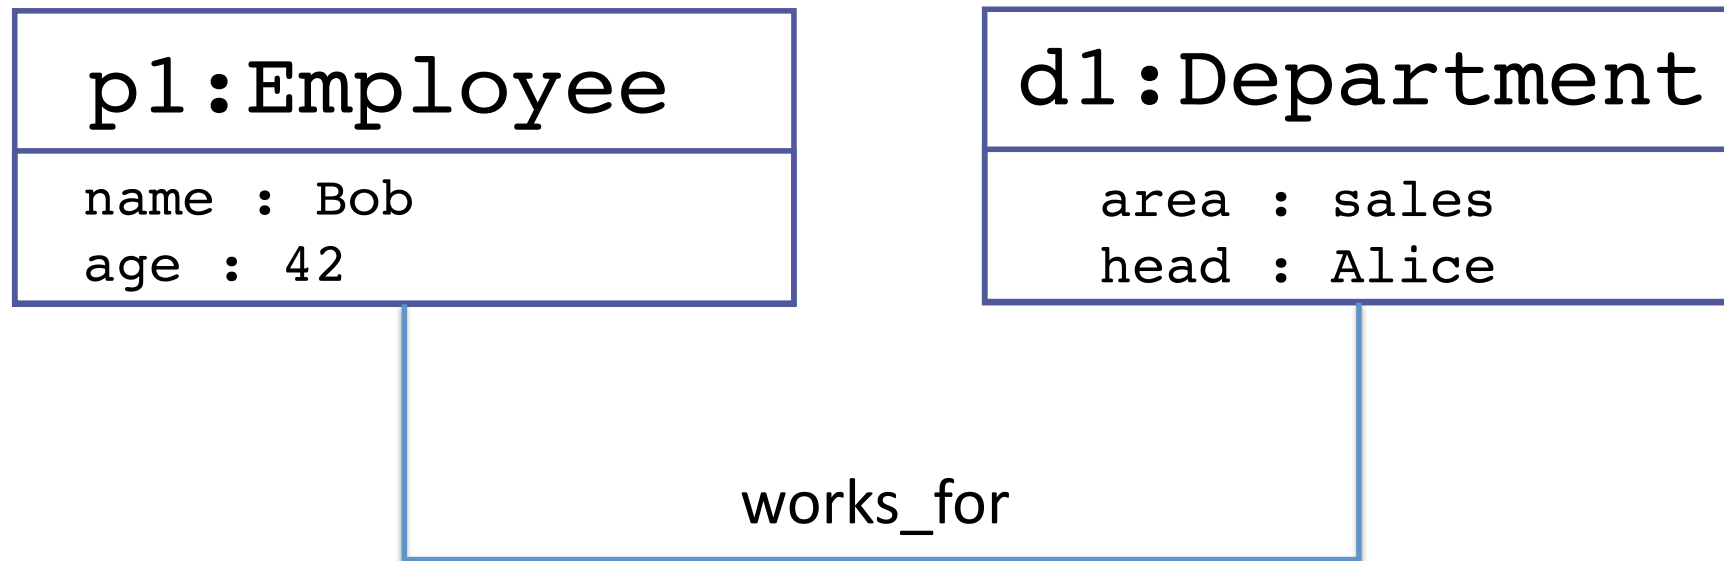 p1:Employee
name : Bob
age : 42
d1:Department
area : sales
head : Alice
works_for